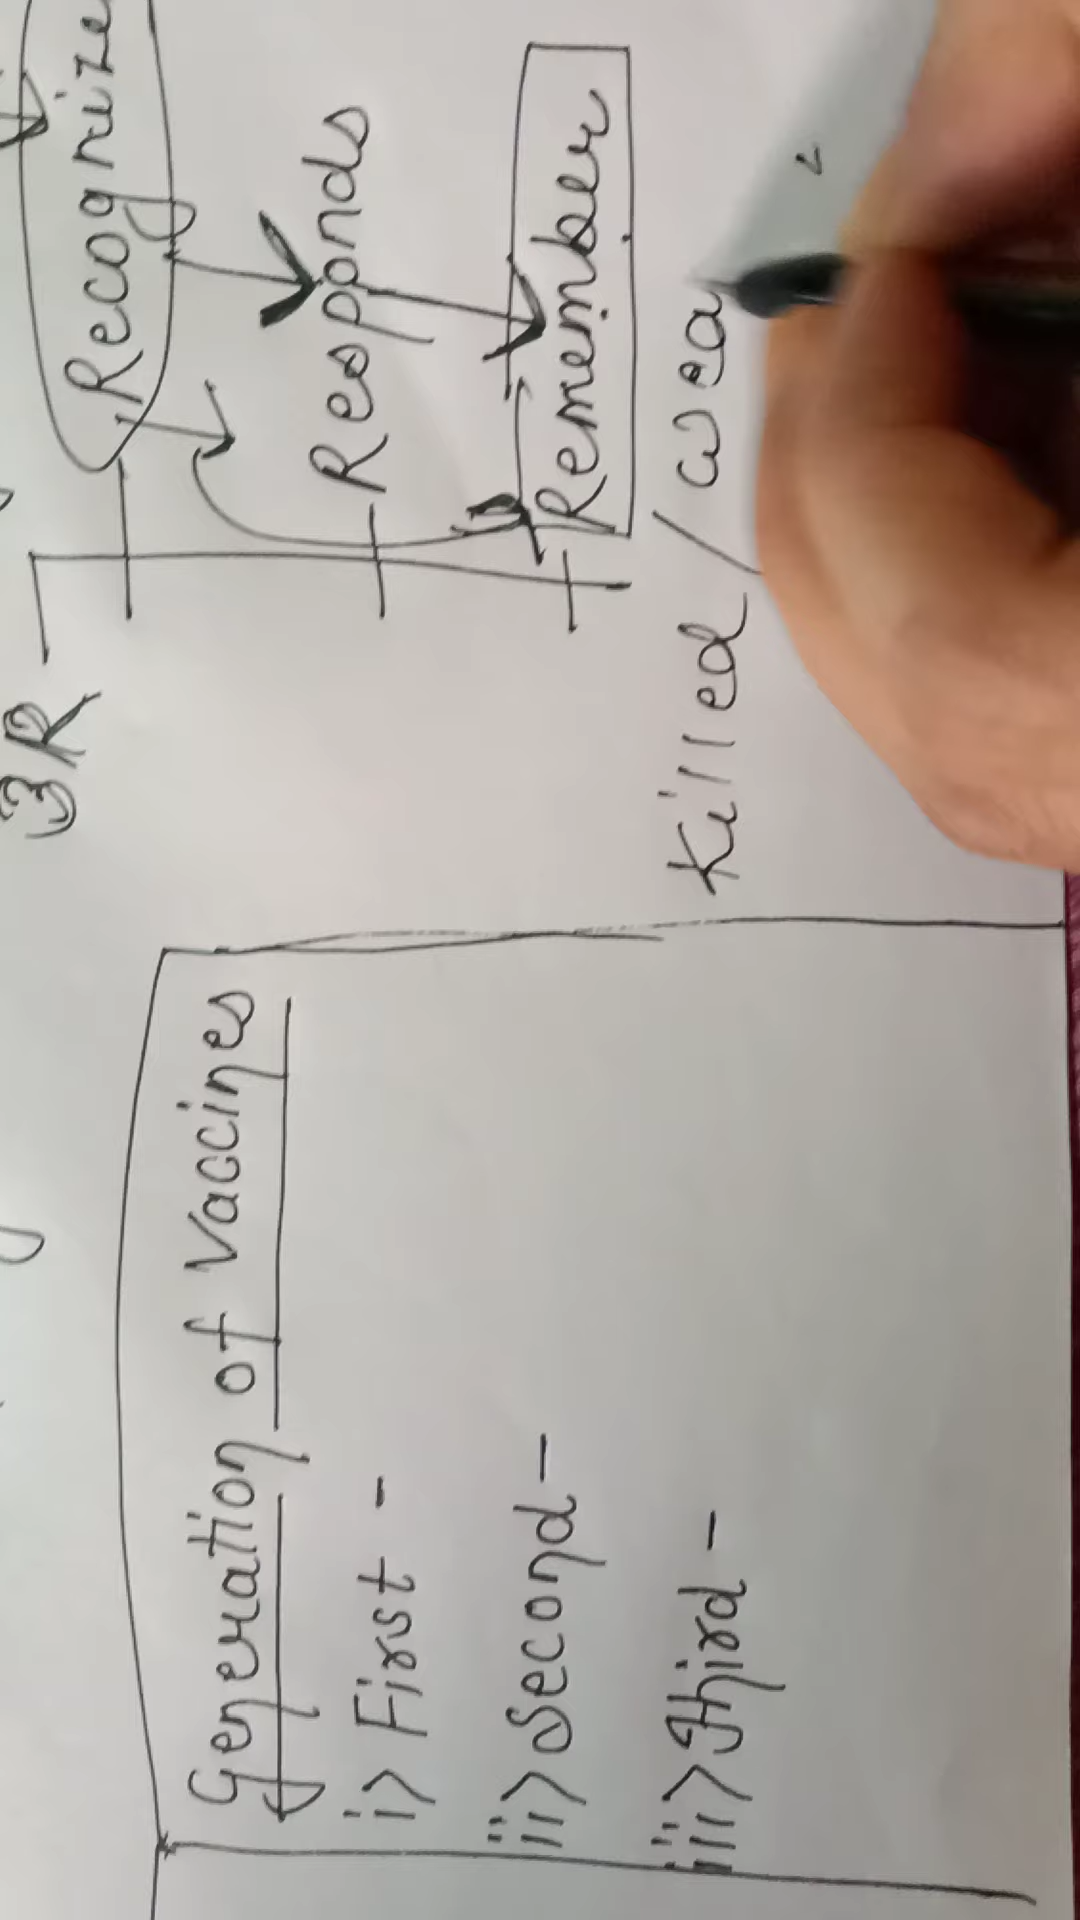 3R
Recognize
Responds
Remember
Killed / wea
Generation of Vaccines
i> First -
ii> Second -
iii> Third -